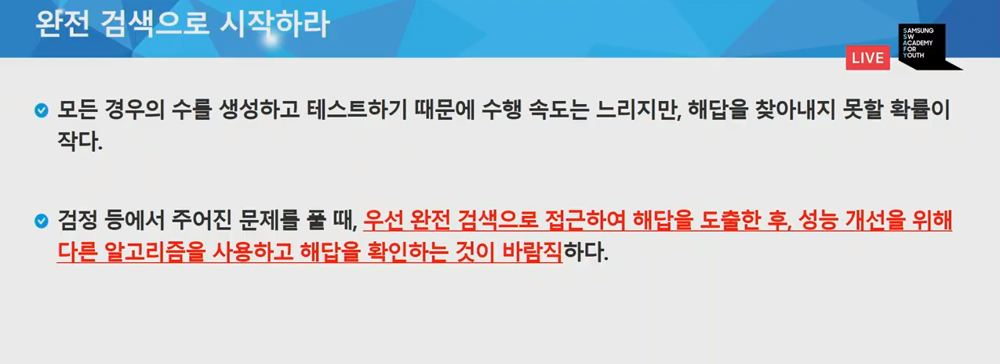 완전 검색으로 시작하라
SAMSUNG
SW
ACADEMY
FOR
YOUTH
LIVE
모든 경우의 수를 생성하고 테스트하기 때문에 수행 속도는 느리지만, 해답을 찾아내지 못할 확률이
작다.
검정 등에서 주어진 문제를 풀 때, 우선 완전 검색으로 접근하여 해답을 도출한 후, 성능 개선을 위해
다른 알고리즘을 사용하고 해답을 확인하는 것이 바람직하다.